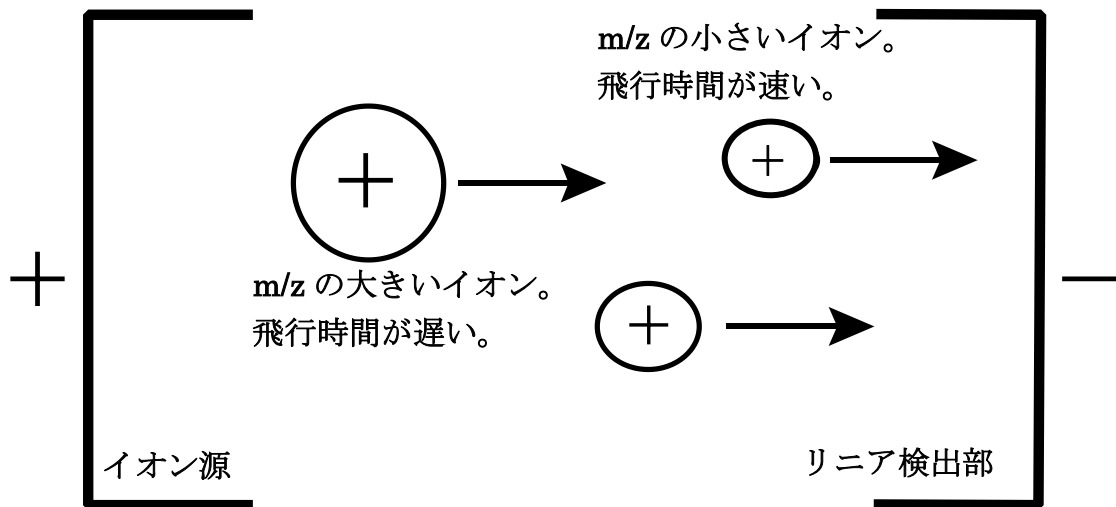 m/z の小さいイオン。
飛行時間が速い。
+
+
m/z の大きいイオン。
飛行時間が遅い。
+
+
−
イオン源
リニア検出部